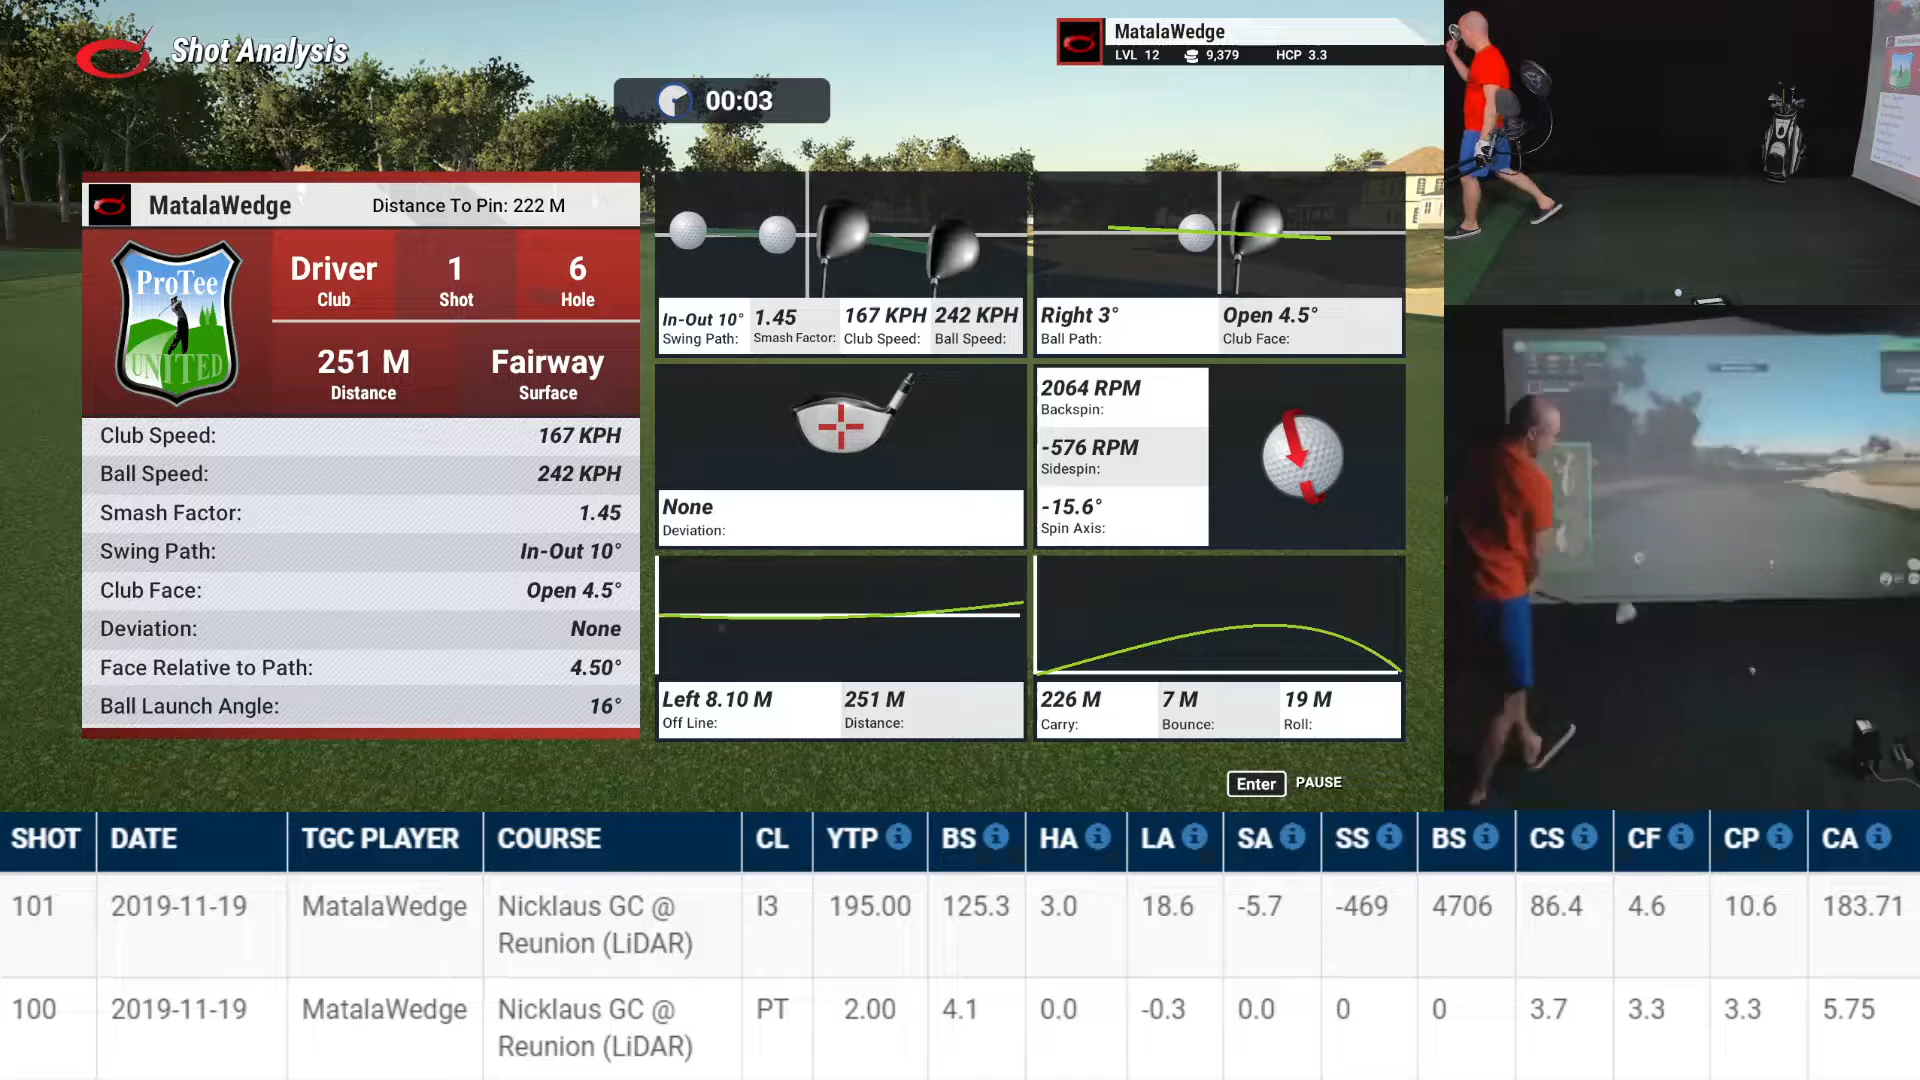 Shot Analysis
MatalaWedge
LVL 12 9,379 HCP 3.3
00:03
MatalaWedge Distance To Pin: 222 M
ProTee
UNITED
Driver 1 6
Club Shot Hole
251 M Fairway
Distance Surface
Club Speed: 167 KPH
Ball Speed: 242 KPH
Smash Factor: 1.45
Swing Path: In-Out 10°
Club Face: Open 4.5°
Deviation: None
Face Relative to Path: 4.50°
Ball Launch Angle: 16°
In-Out 10° 1.45 167 KPH 242 KPH
Swing Path: Smash Factor: Club Speed: Ball Speed:
Right 3° Open 4.5°
Ball Path: Club Face:
None
Deviation:
2064 RPM
Backspin:
-576 RPM
Sidespin:
-15.6°
Spin Axis:
Left 8.10 M 251 M
Off Line: Distance:
226 M 7 M 19 M
Carry: Bounce: Roll:
Enter PAUSE
SHOT DATE TGC PLAYER COURSE CL YTP BS HA LA SA SS BS CS CF CP CA
101 2019-11-19 MatalaWedge Nicklaus GC @ I3 195.00 125.3 3.0 18.6 -5.7 -469 4706 86.4 4.6 10.6 183.71
Reunion (LiDAR)
100 2019-11-19 MatalaWedge Nicklaus GC @ PT 2.00 4.1 0.0 -0.3 0.0 0 0 3.7 3.3 3.3 5.75
Reunion (LiDAR)